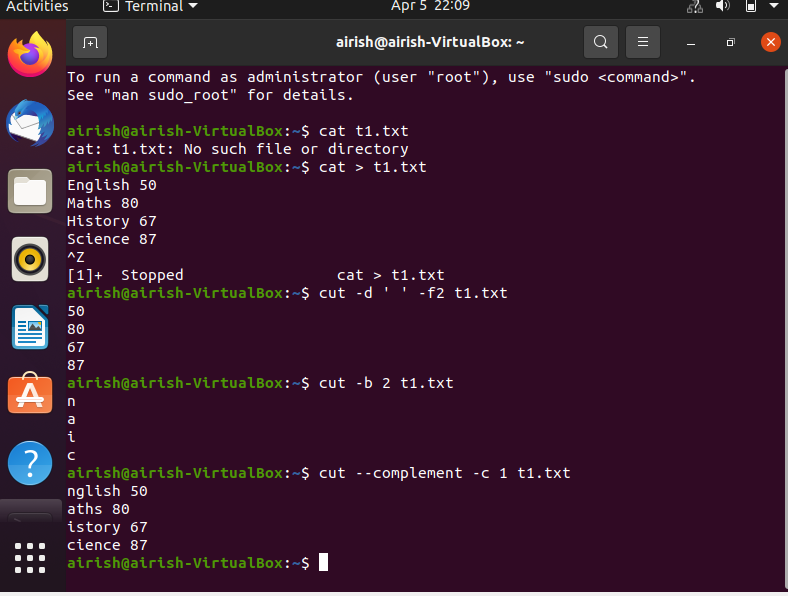 Activities Terminal Apr 5 22:09
airish@airish-VirtualBox: ~
To run a command as administrator (user "root"), use "sudo <command>".
See "man sudo_root" for details.
airish@airish-VirtualBox:~$ cat t1.txt
cat: t1.txt: No such file or directory
airish@airish-VirtualBox:~$ cat > t1.txt
English 50
Maths 80
History 67
Science 87
^Z
[1]+  Stopped                 cat > t1.txt
airish@airish-VirtualBox:~$ cut -d ' ' -f2 t1.txt
50
80
67
87
airish@airish-VirtualBox:~$ cut -b 2 t1.txt
n
a
i
c
airish@airish-VirtualBox:~$ cut --complement -c 1 t1.txt
nglish 50
aths 80
istory 67
cience 87
airish@airish-VirtualBox:~$